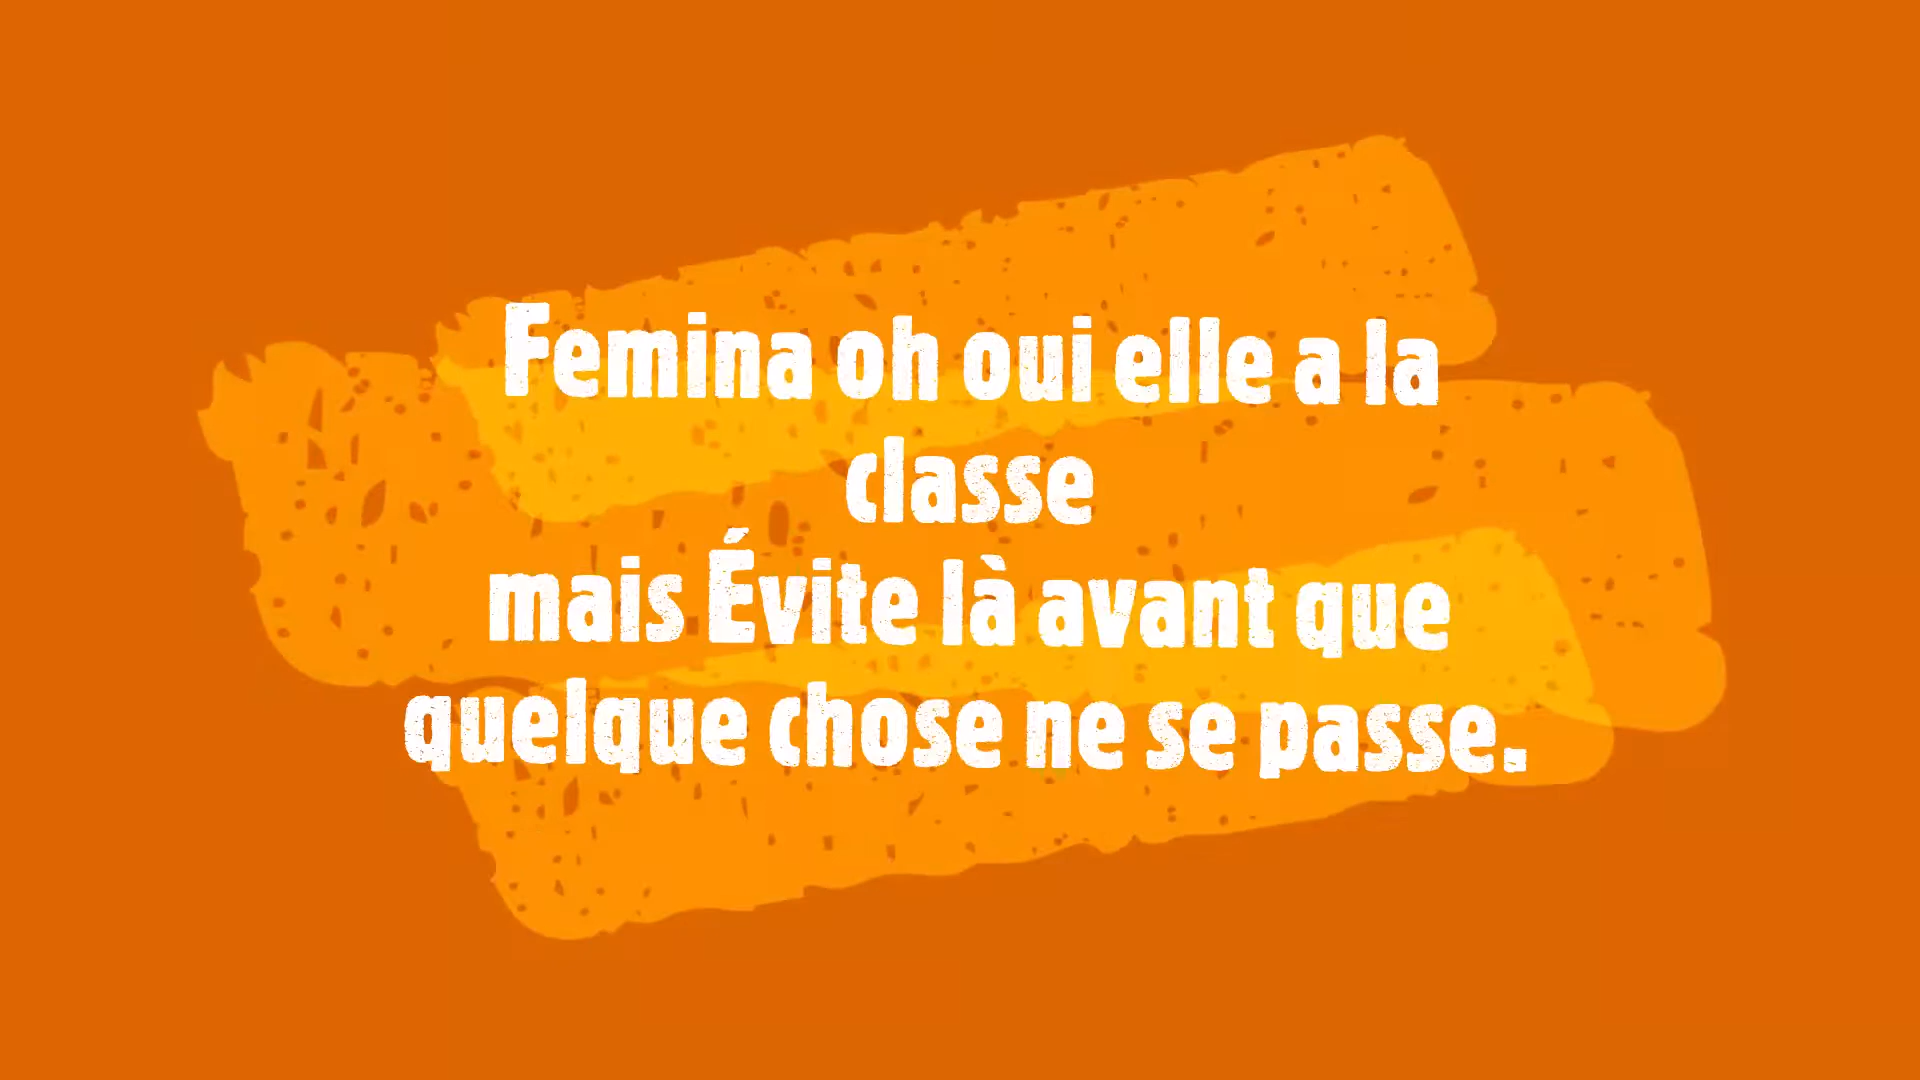 Femina oh oui elle a la
classe
mais Évite là avant que
quelque chose ne se passe.